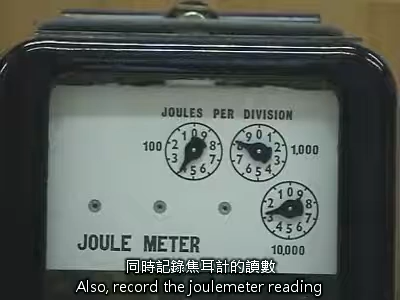 JOULES PER DIVISION
100
1,000
10,000
JOULE METER
同時記錄焦耳計的讀數
Also, record the joulemeter reading